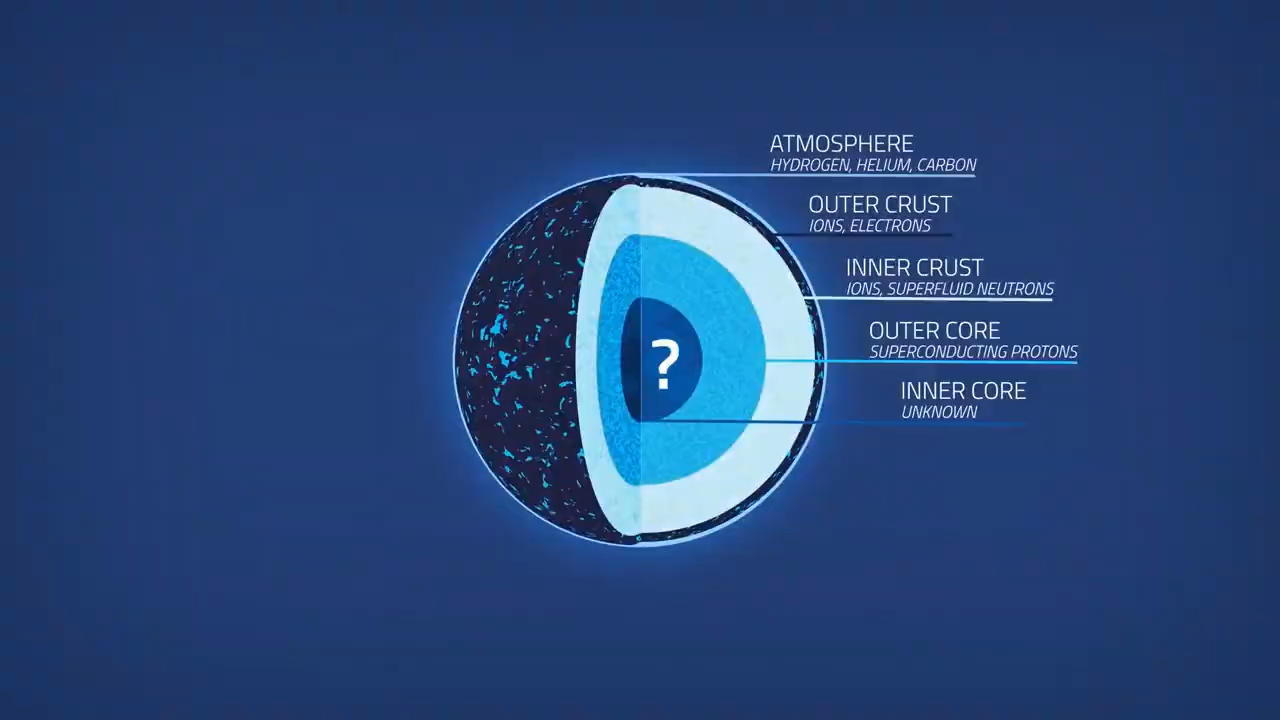 ATMOSPHERE
HYDROGEN, HELIUM, CARBON
OUTER CRUST
IONS, ELECTRONS
INNER CRUST
IONS, SUPERFLUID NEUTRONS
OUTER CORE
SUPERCONDUCTING PROTONS
?
INNER CORE
UNKNOWN